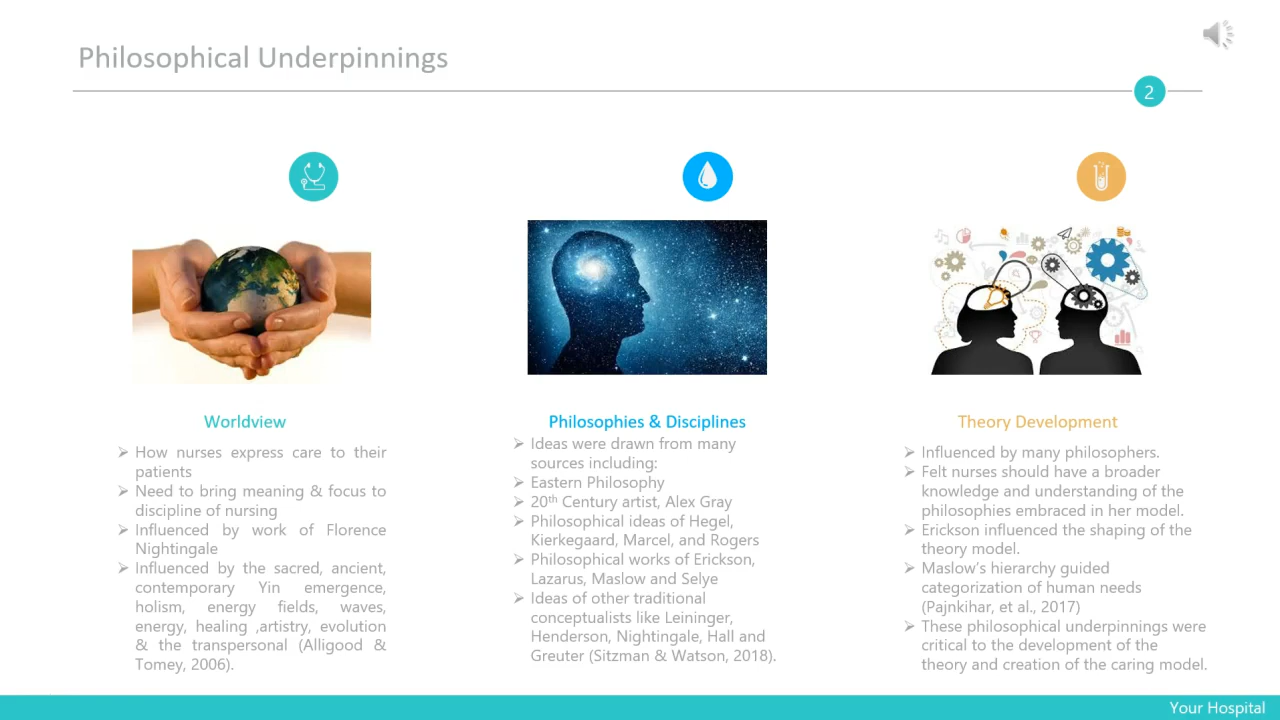 Philosophical Underpinnings
2
Worldview
➢ How nurses express care to their
patients
➢ Need to bring meaning & focus to
discipline of nursing
➢ Influenced by work of Florence
Nightingale
➢ Influenced by the sacred, ancient,
contemporary Yin emergence,
holism, energy fields, waves,
energy, healing ,artistry, evolution
& the transpersonal (Alligood &
Tomey, 2006).
Philosophies & Disciplines
➢ Ideas were drawn from many
sources including:
➢ Eastern Philosophy
➢ 20th Century artist, Alex Gray
➢ Philosophical ideas of Hegel,
Kierkegaard, Marcel, and Rogers
➢ Philosophical works of Erickson,
Lazarus, Maslow and Selye
➢ Ideas of other traditional
conceptualists like Leininger,
Henderson, Nightingale, Hall and
Greuter (Sitzman & Watson, 2018).
Theory Development
➢ Influenced by many philosophers.
➢ Felt nurses should have a broader
knowledge and understanding of the
philosophies embraced in her model.
➢ Erickson influenced the shaping of the
theory model.
➢ Maslow's hierarchy guided
categorization of human needs
(Pajnkihar, et al., 2017)
➢ These philosophical underpinnings were
critical to the development of the
theory and creation of the caring model.
Your Hospital